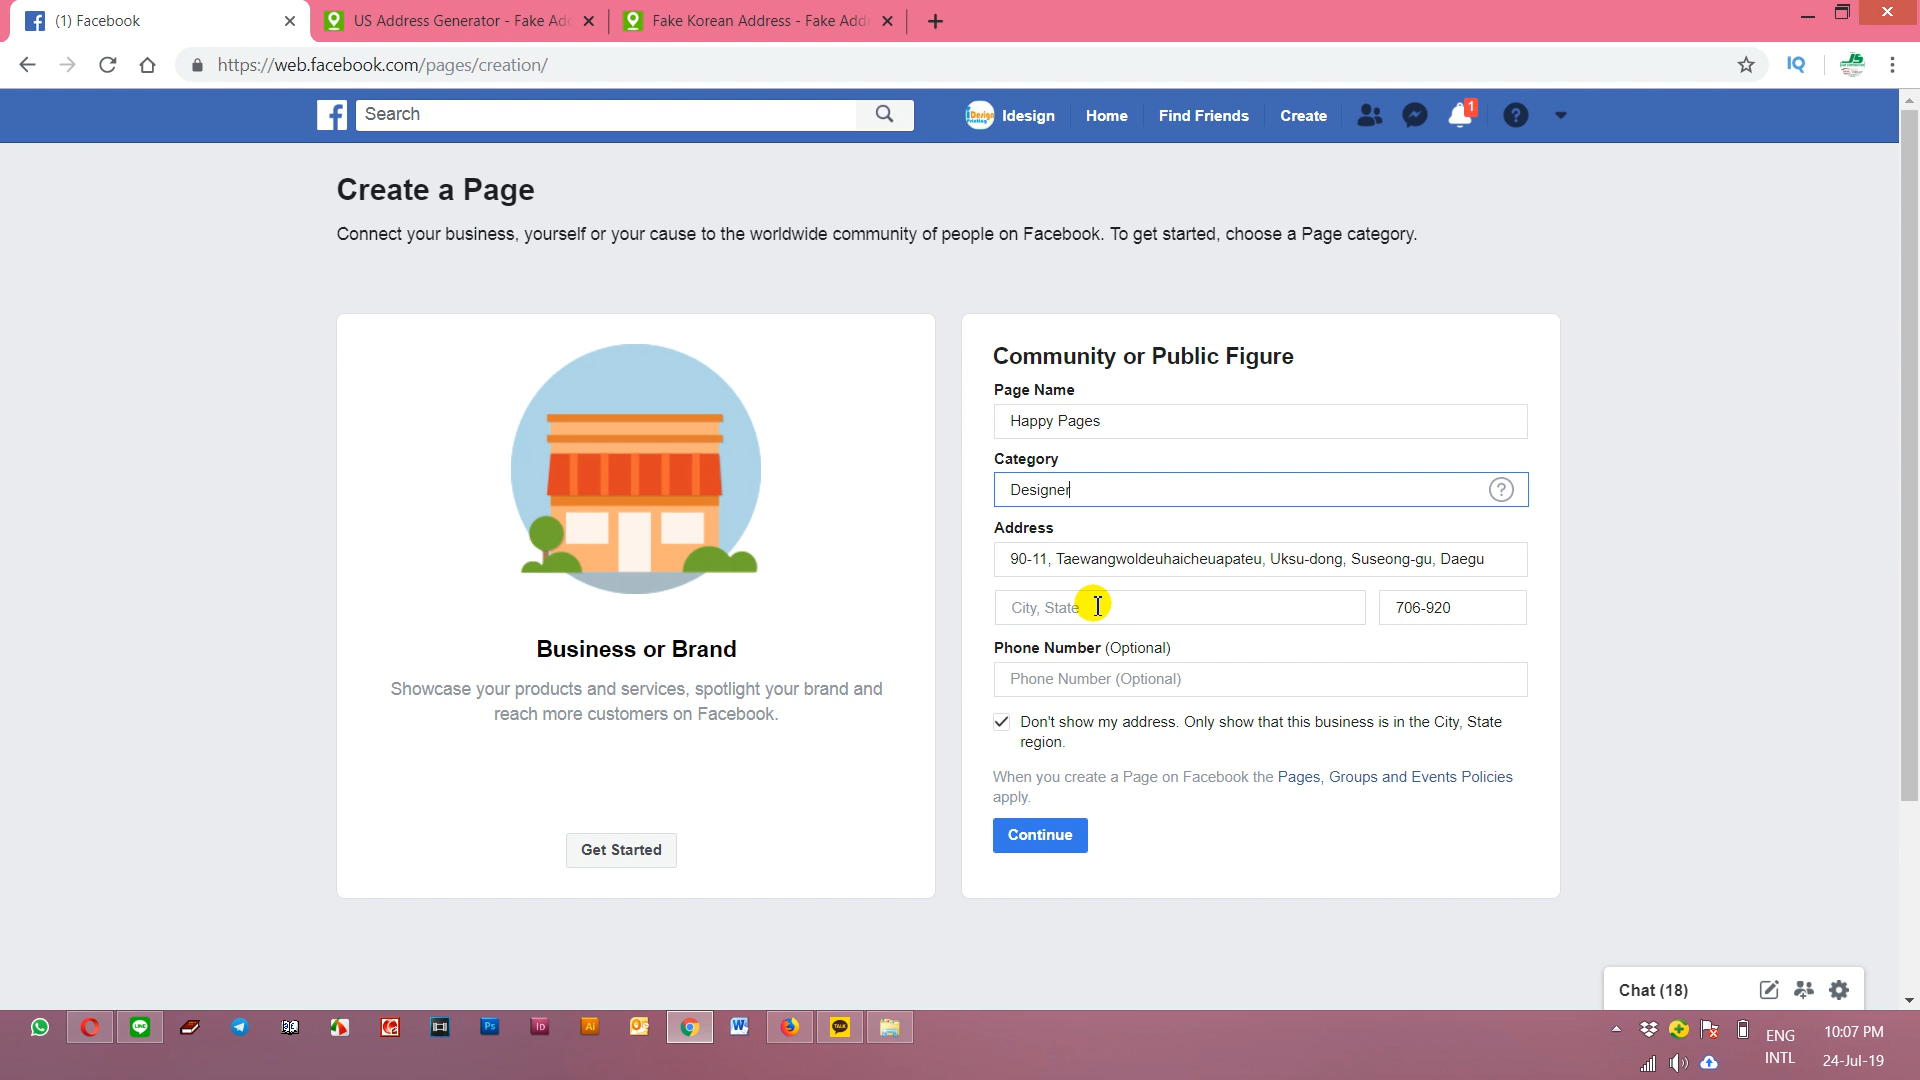 (1) Facebook
US Address Generator - Fake Add
Fake Korean Address - Fake Addr
https://web.facebook.com/pages/creation/
IQ
Search
Idesign
Home
Find Friends
Create
1
Create a Page
Connect your business, yourself or your cause to the worldwide community of people on Facebook. To get started, choose a Page category.
Business or Brand
Showcase your products and services, spotlight your brand and
reach more customers on Facebook.
Get Started
Community or Public Figure
Page Name
Happy Pages
Category
Designer
Address
90-11, Taewangwoldeuhaicheuapateu, Uksu-dong, Suseong-gu, Daegu
City, State
706-920
Phone Number (Optional)
Phone Number (Optional)
Don't show my address. Only show that this business is in the City, State
region.
When you create a Page on Facebook the Pages, Groups and Events Policies
apply.
Continue
Chat (18)
LINE
Ps
Id
Ai
W
TALK
ENG
INTL
10:07 PM
24-Jul-19